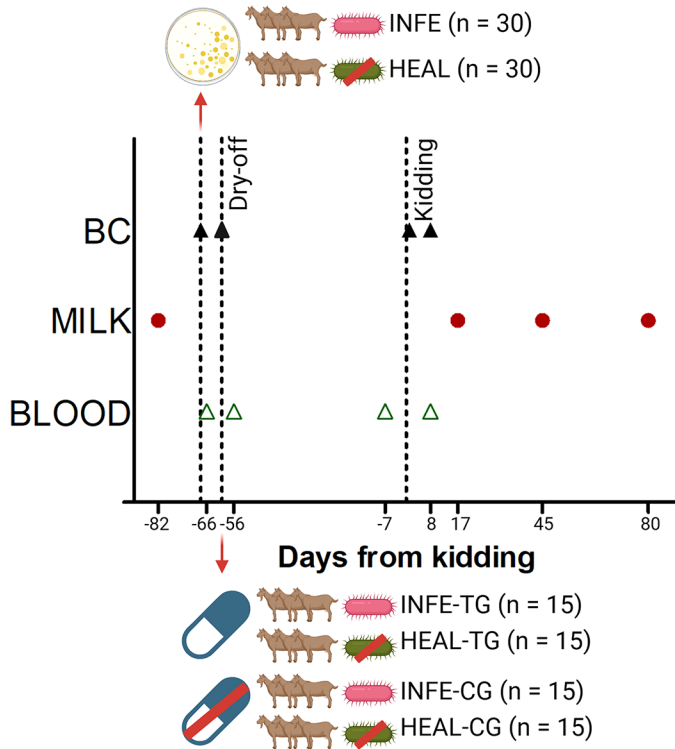 INFE (n = 30)
HEAL (n = 30)
Dry-off
Kidding
BC
MILK
BLOOD
-82 -66 -56 -7 8 17 45 80
Days from kidding
INFE-TG (n = 15)
HEAL-TG (n = 15)
INFE-CG (n = 15)
HEAL-CG (n = 15)